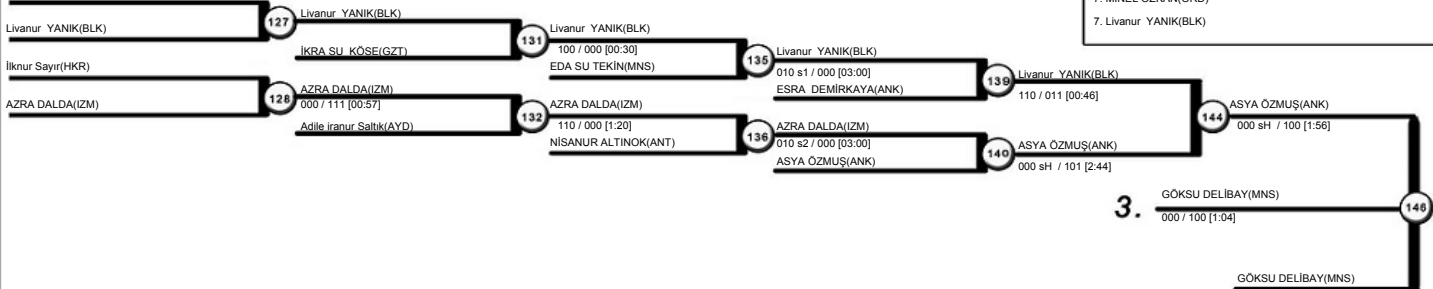 7. Livanur YANIK(BLK)
Livanur YANIK(BLK)
127
Livanur YANIK(BLK)
İKRA SU KÖSE(GZT)
131
Livanur YANIK(BLK)
100 / 000 [00:30]
EDA SU TEKİN(MNS)
135
Livanur YANIK(BLK)
010 s1 / 000 [03:00]
ESRA DEMİRKAYA(ANK)
139
Livanur YANIK(BLK)
110 / 011 [00:46]
İlknur Sayır(HKR)
AZRA DALDA(IZM)
128
AZRA DALDA(IZM)
000 / 111 [00:57]
Adile iranur Saltık(AYD)
132
AZRA DALDA(IZM)
110 / 000 [1:20]
NİSANUR ALTINOK(ANT)
136
AZRA DALDA(IZM)
010 s2 / 000 [03:00]
ASYA ÖZMUŞ(ANK)
140
ASYA ÖZMUŞ(ANK)
000 sH / 101 [2:44]
144
ASYA ÖZMUŞ(ANK)
000 sH / 100 [1:56]
3.
GÖKSU DELİBAY(MNS)
000 / 100 [1:04]
146
GÖKSU DELİBAY(MNS)